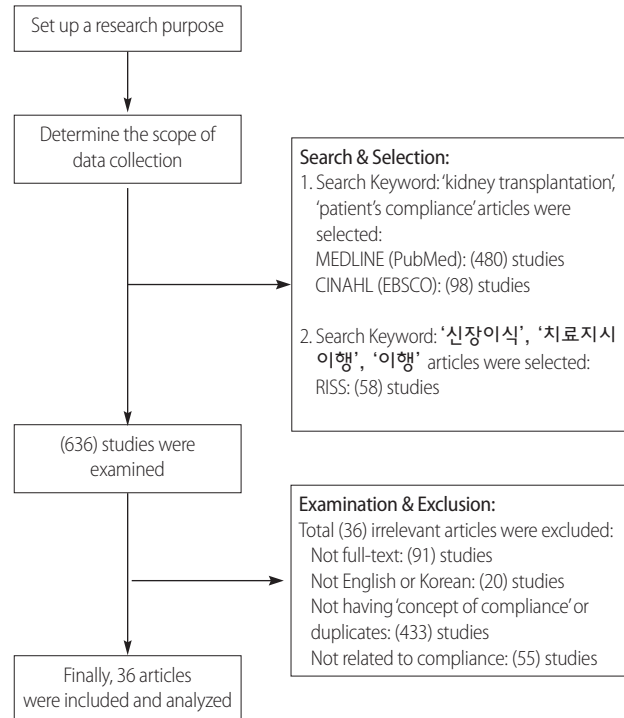 Set up a research purpose
Determine the scope of
data collection
Search & Selection:
1. Search Keyword: ‘kidney transplantation’,
‘patient’s compliance’ articles were
selected:
MEDLINE (PubMed): (480) studies
CINAHL (EBSCO): (98) studies
2. Search Keyword: ‘신장이식’, ‘치료지시
이행’, ‘이행’ articles were selected:
RISS: (58) studies
(636) studies were
examined
Examination & Exclusion:
Total (36) irrelevant articles were excluded:
Not full-text: (91) studies
Not English or Korean: (20) studies
Not having ‘concept of compliance’ or
duplicates: (433) studies
Not related to compliance: (55) studies
Finally, 36 articles
were included and analyzed